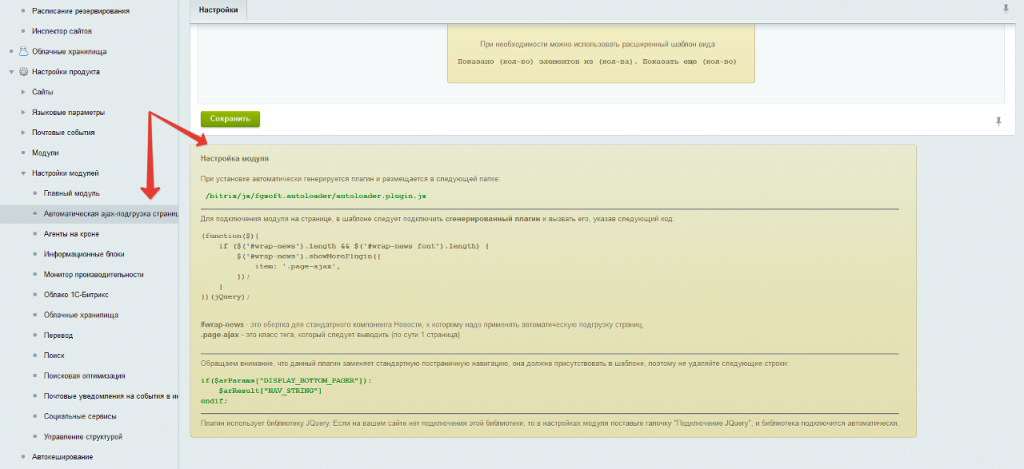 Расписание резервирования
Инспектор сайтов
Облачные хранилища
Настройки продукта
Сайты
Языковые параметры
Почтовые события
Модули
Настройки модулей
Главный модуль
Автоматическая ajax-подгрузка страниц
Агенты на кроне
Информационные блоки
Монитор производительности
Облако 1С-Битрикс
Облачные хранилища
Перевод
Поиск
Поисковая оптимизация
Почтовые уведомления на события в ин
Социальные сервисы
Управление структурой
Автокеширование
Настройки
При необходимости можно использовать расширенный шаблон вида
Показано (кол-во) элементов из (кол-ва). Показать еще (кол-во)
Сохранить
Настройка модуля
При установке автоматически генерируется плагин и размещается в следующей папке:
/bitrix/js/fgsoft.autoloader/autoloader.plugin.js
Для подключения модуля на странице, в шаблоне следует подключить сгенерированный плагин и вызвать его, указав следующий код:
(function($){
if ($('#wrap-news').length && $('#wrap-news font').length) {
$('#wrap-news').showMorePlugin({
item: '.page-ajax',
});
}
})(jQuery);
#wrap-news - это обертка для стандартного компонента Новости, к которому надо применять автоматическую подгрузку страниц,
.page-ajax - это класс тега, который следует выводить (по сути 1 страница)
Обращаем внимание, что данный плагин заменяет стандартную постраничную навигацию, она должна присутствовать в шаблоне, поэтому не удаляйте следующие строки:
if($arParams["DISPLAY_BOTTOM_PAGER"]):
$arResult["NAV_STRING"]
endif;
Плагин использует библиотеку JQuery. Если на вашем сайте нет подключения этой библиотеки, то в настройках модуля поставьте галочку "Подключение JQuery", и библиотека подключится автоматически.